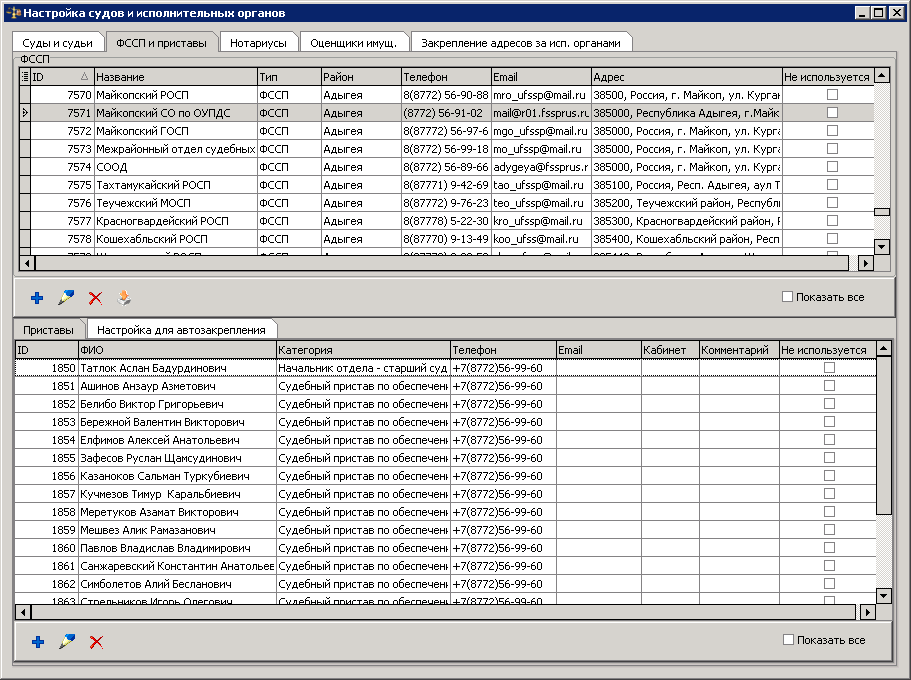 Настройка судов и исполнительных органов
Суды и судьи ФССП и приставы Нотариусы Оценщики имущ. Закрепление адресов за исп. органами
ФССП
ID Название Тип Район Телефон Email Адрес Не используется
7570 Майкопский РОСП ФССП Адыгея 8(8772) 56-90-88 mro_ufssp@mail.ru 38500, Россия, г. Майкоп, ул. Курган
7571 Майкопский СО по ОУПДС ФССП Адыгея (8772) 56-91-02 mail@r01.fssprus.ru 385000, Республика Адыгея, г.Майк
7572 Майкопский ГОСП ФССП Адыгея 8(87772) 56-97-6 mgo_ufssp@mail.ru 385000, Россия, г. Майкоп, ул. Курга
7573 Межрайонный отдел судебных ФССП Адыгея 8(8772) 56-99-18 mo_ufssp@mail.ru 385000, Россия, г. Майкоп, ул. Курга
7574 СООД ФССП Адыгея 8(8772) 56-89-66 adygeya@fssprus.r 385000, Россия, г. Майкоп, ул. Курга
7575 Тахтамукайский РОСП ФССП Адыгея 8(87771) 9-42-69 tao_ufssp@mail.ru 385100, Россия, Респ. Адыгея, аул Т
7576 Теучежский МОСП ФССП Адыгея 8(87772) 9-76-23 teo_ufssp@mail.ru 385200, Теучежский район, Республи
7577 Красногвардейский РОСП ФССП Адыгея 8(87778) 5-22-30 kro_ufssp@mail.ru 385300, Красногвардейский район, Р
7578 Кошехабльский РОСП ФССП Адыгея 8(87770) 9-13-49 koo_ufss@mail.ru 385400, Кошехабльский район, Респ
Показать все
Приставы Настройка для автозакрепления
ID ФИО Категория Телефон Email Кабинет Комментарий Не используется
1850 Татлок Аслан Бадурдинович Начальник отдела - старший суд +7(8772)56-99-60
1851 Ашинов Анзаур Азметович Судебный пристав по обеспечен +7(8772)56-99-60
1852 Белибо Виктор Григорьевич Судебный пристав по обеспечен +7(8772)56-99-60
1853 Бережной Валентин Викторович Судебный пристав по обеспечен +7(8772)56-99-60
1854 Елфимов Алексей Анатольевич Судебный пристав по обеспечен +7(8772)56-99-60
1855 Зафесов Руслан Щамсудинович Судебный пристав по обеспечен +7(8772)56-99-60
1856 Казаноков Сальман Туркубиевич Судебный пристав по обеспечен +7(8772)56-99-60
1857 Кучмезов Тимур Каральбиевич Судебный пристав по обеспечен +7(8772)56-99-60
1858 Меретуков Азамат Викторович Судебный пристав по обеспечен +7(8772)56-99-60
1859 Мешвез Алик Рамазанович Судебный пристав по обеспечен +7(8772)56-99-60
1860 Павлов Владислав Владимирович Судебный пристав по обеспечен +7(8772)56-99-60
1861 Санжаревский Константин Анатольев Судебный пристав по обеспечен +7(8772)56-99-60
1862 Симболетов Алий Бесланович Судебный пристав по обеспечен +7(8772)56-99-60
1863 Стрельников Игорь Олегович Судебный пристав по обеспечен +7(8772)56-99-60
Показать все